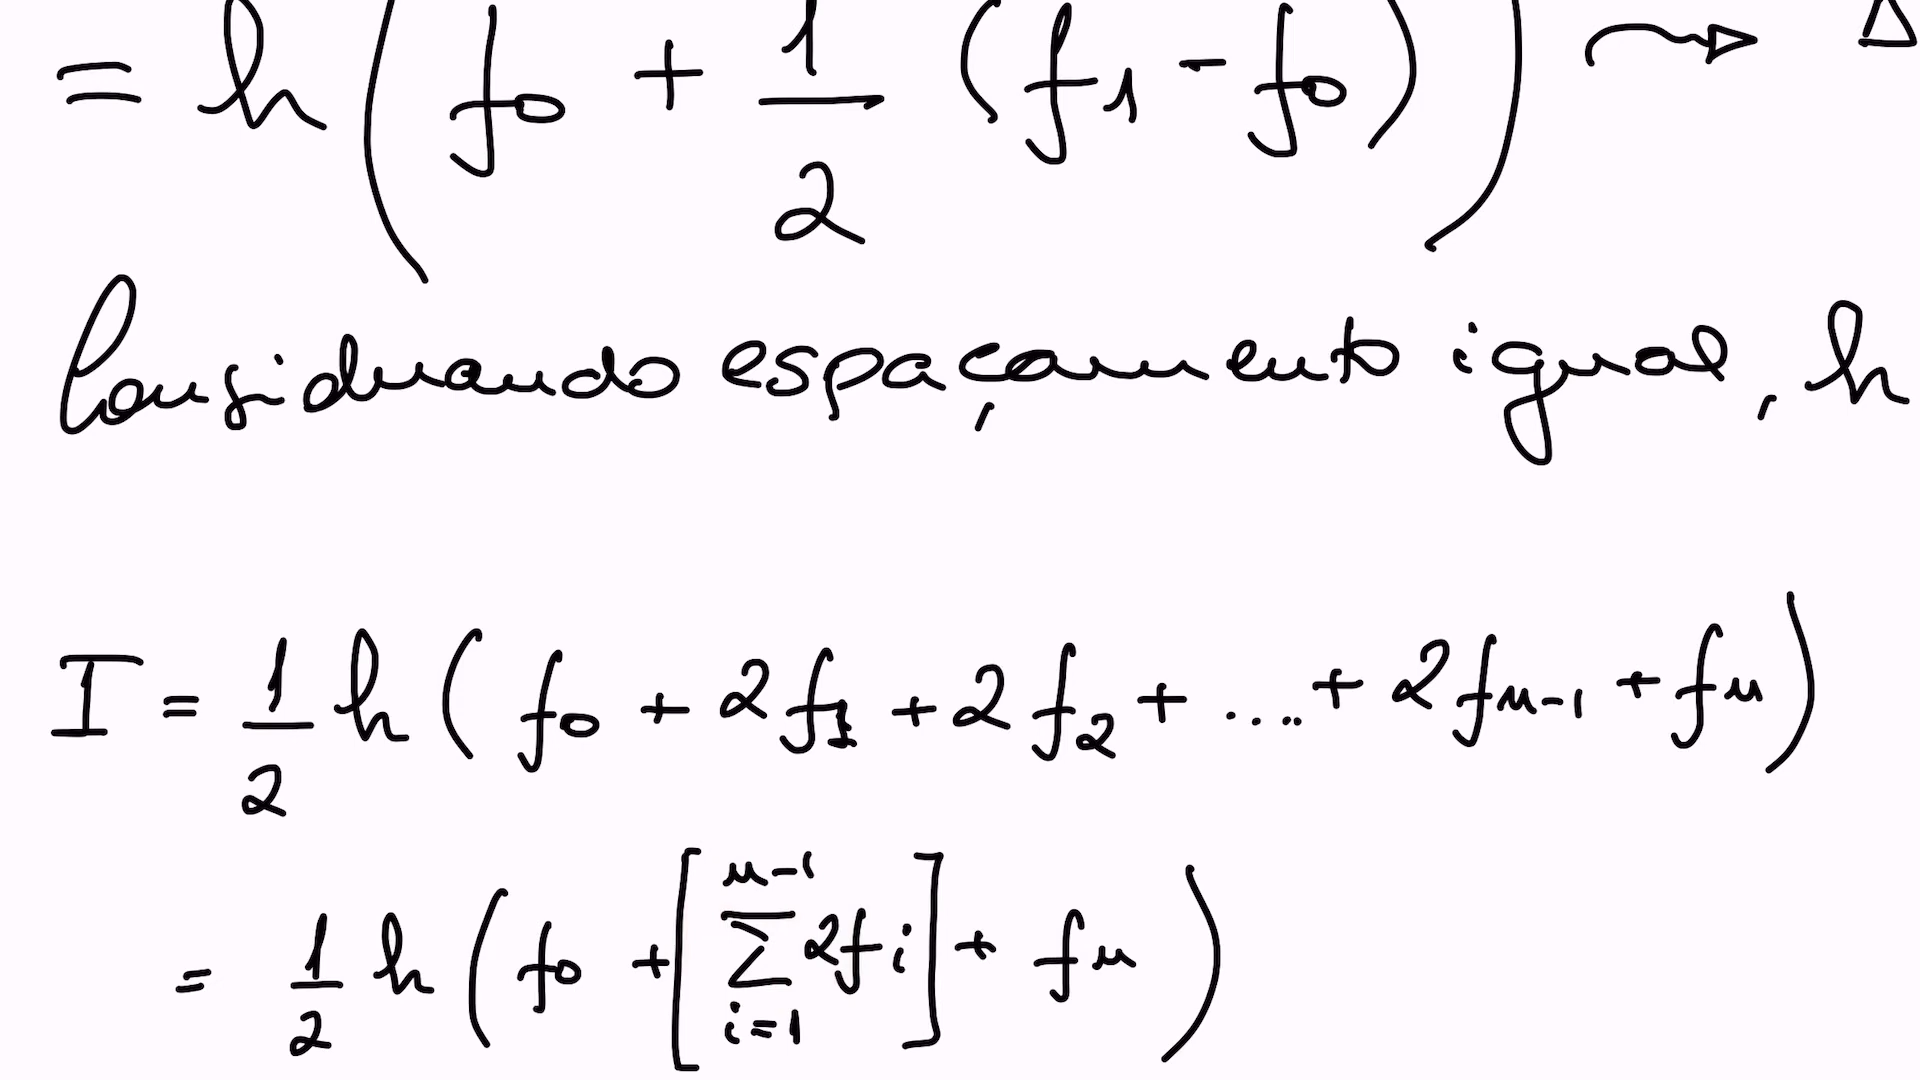 = h ( f0 + 1/2 (f1 - f0) ) ⇝ Δ
Considerando espaçamento igual, h
I = 1/2 h ( f0 + 2f1 + 2f2 + .... + 2fn-1 + fn )
= 1/2 h ( f0 + [ n-1 Σ i=1 2fi ] + fn )